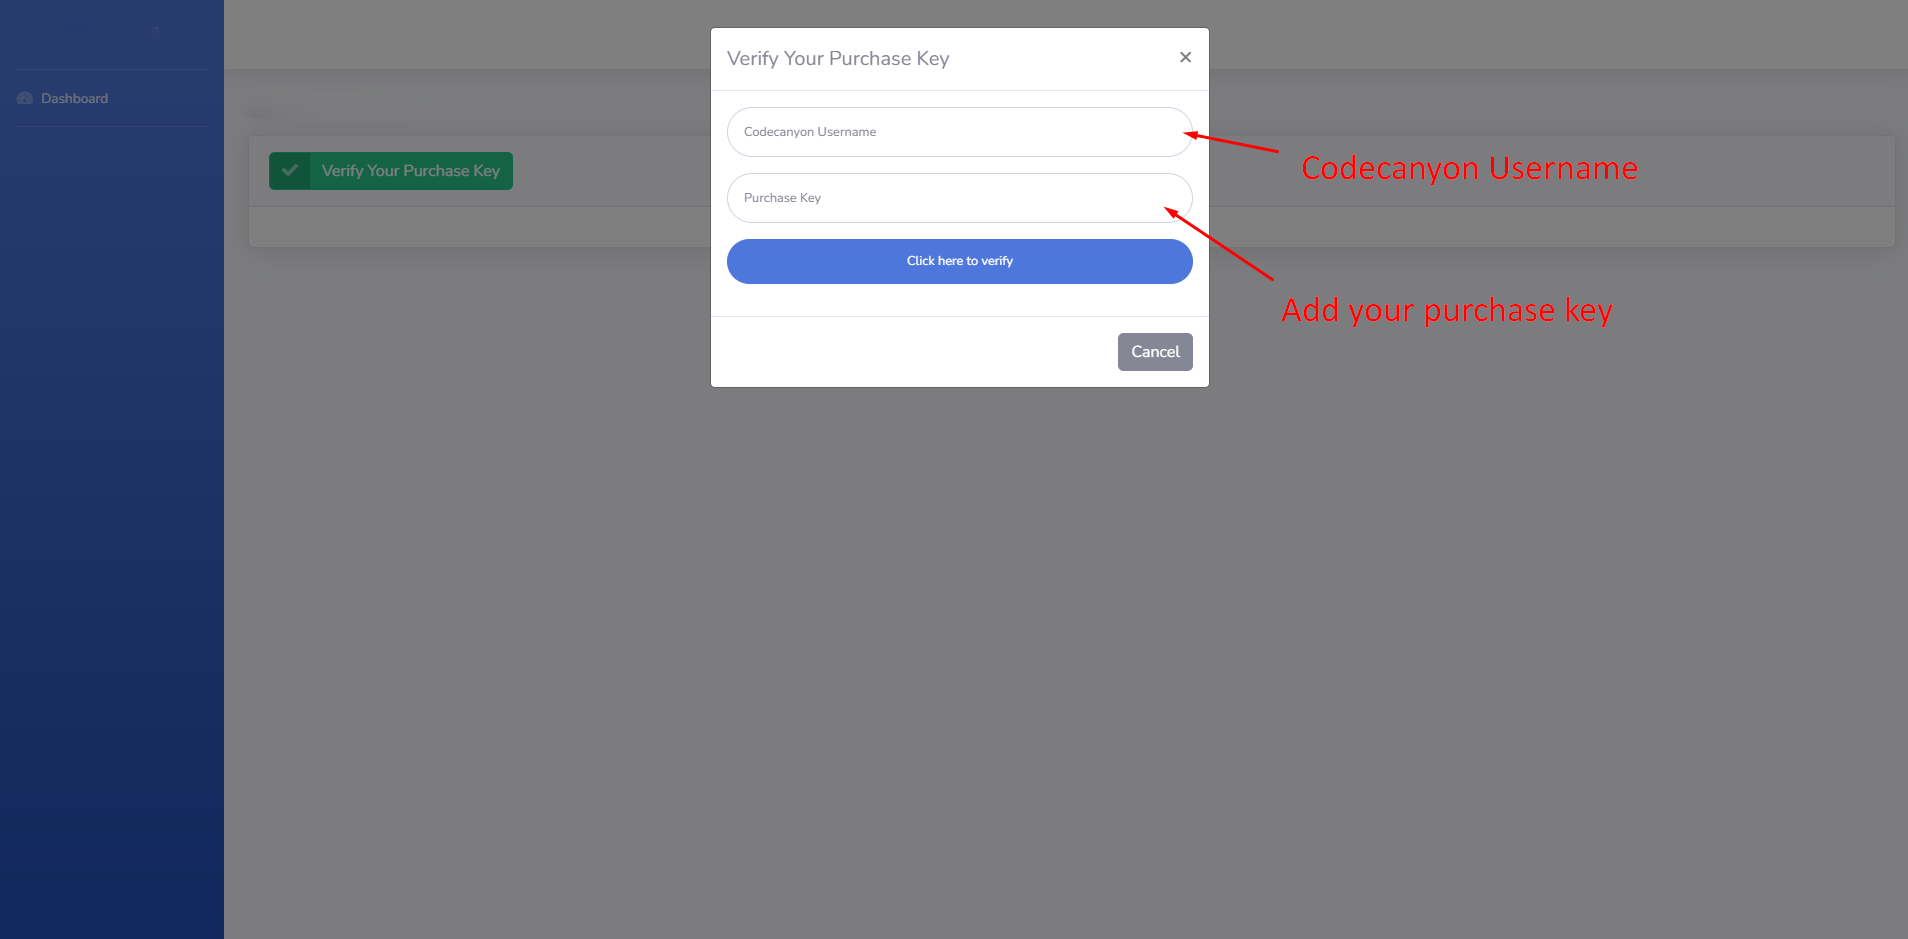 Dashboard
Verify Your Purchase Key
Verify Your Purchase Key
×
Codecanyon Username
Purchase Key
Click here to verify
Cancel
Codecanyon Username
Add your purchase key